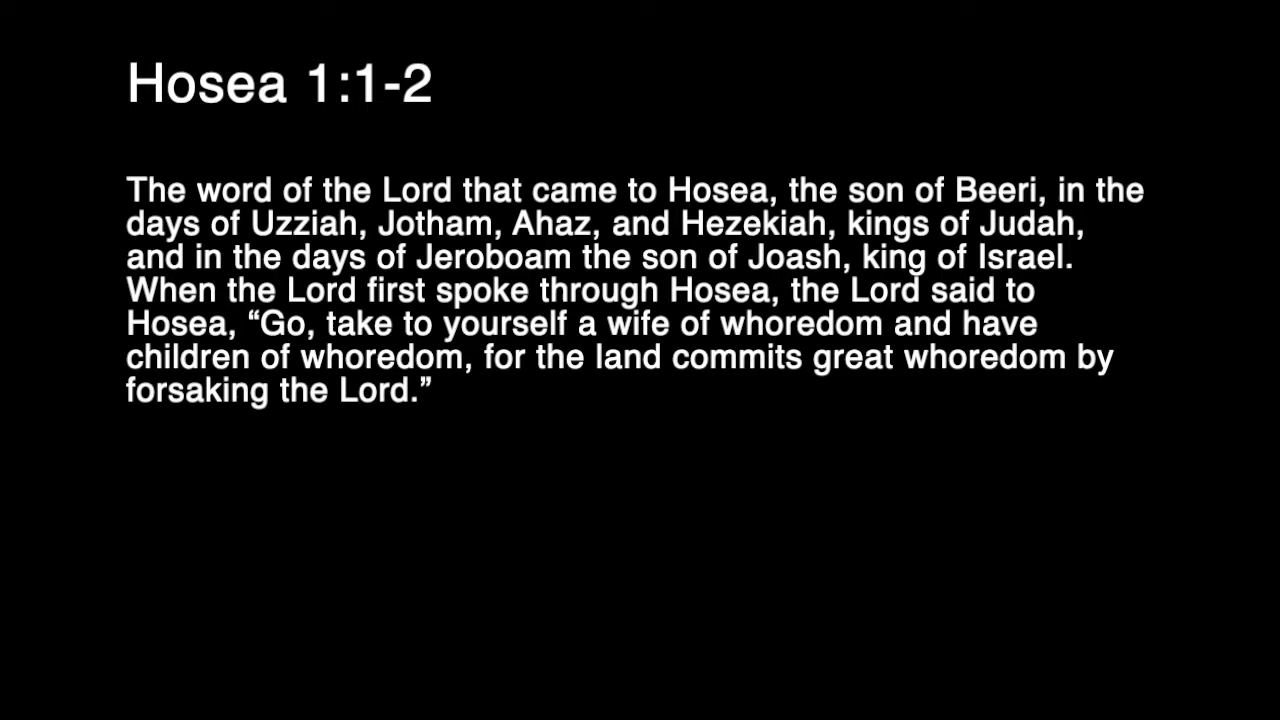 Hosea 1:1-2
The word of the Lord that came to Hosea, the son of Beeri, in the
days of Uzziah, Jotham, Ahaz, and Hezekiah, kings of Judah,
and in the days of Jeroboam the son of Joash, king of Israel.
When the Lord first spoke through Hosea, the Lord said to
Hosea, “Go, take to yourself a wife of whoredom and have
children of whoredom, for the land commits great whoredom by
forsaking the Lord.”